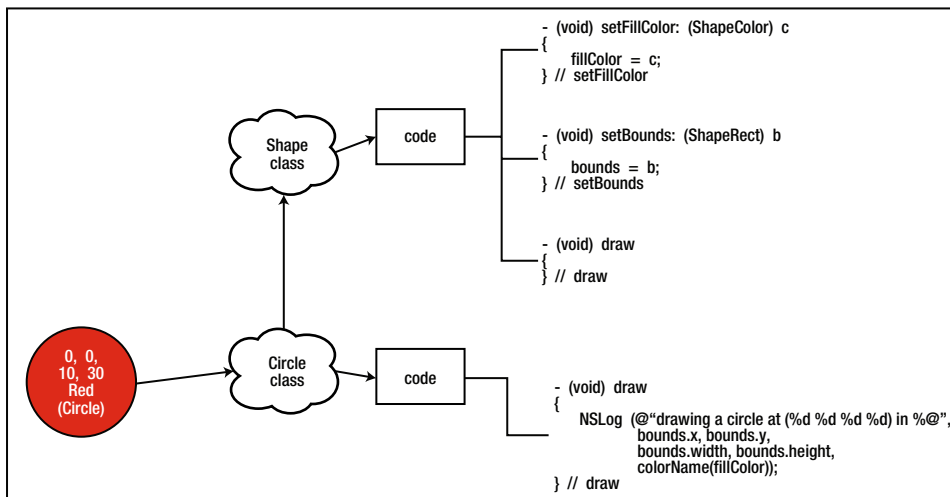 - (void) setFillColor: (ShapeColor) c
{
fillColor = c;
} // setFillColor
Shape
class
code
- (void) setBounds: (ShapeRect) b
{
bounds = b;
} // setBounds
- (void) draw
{
} // draw
0, 0,
10, 30
Red
(Circle)
Circle
class
code
- (void) draw
{
NSLog (@“drawing a circle at (%d %d %d %d) in %@”,
bounds.x, bounds.y,
bounds.width, bounds.height,
colorName(fillColor));
} // draw